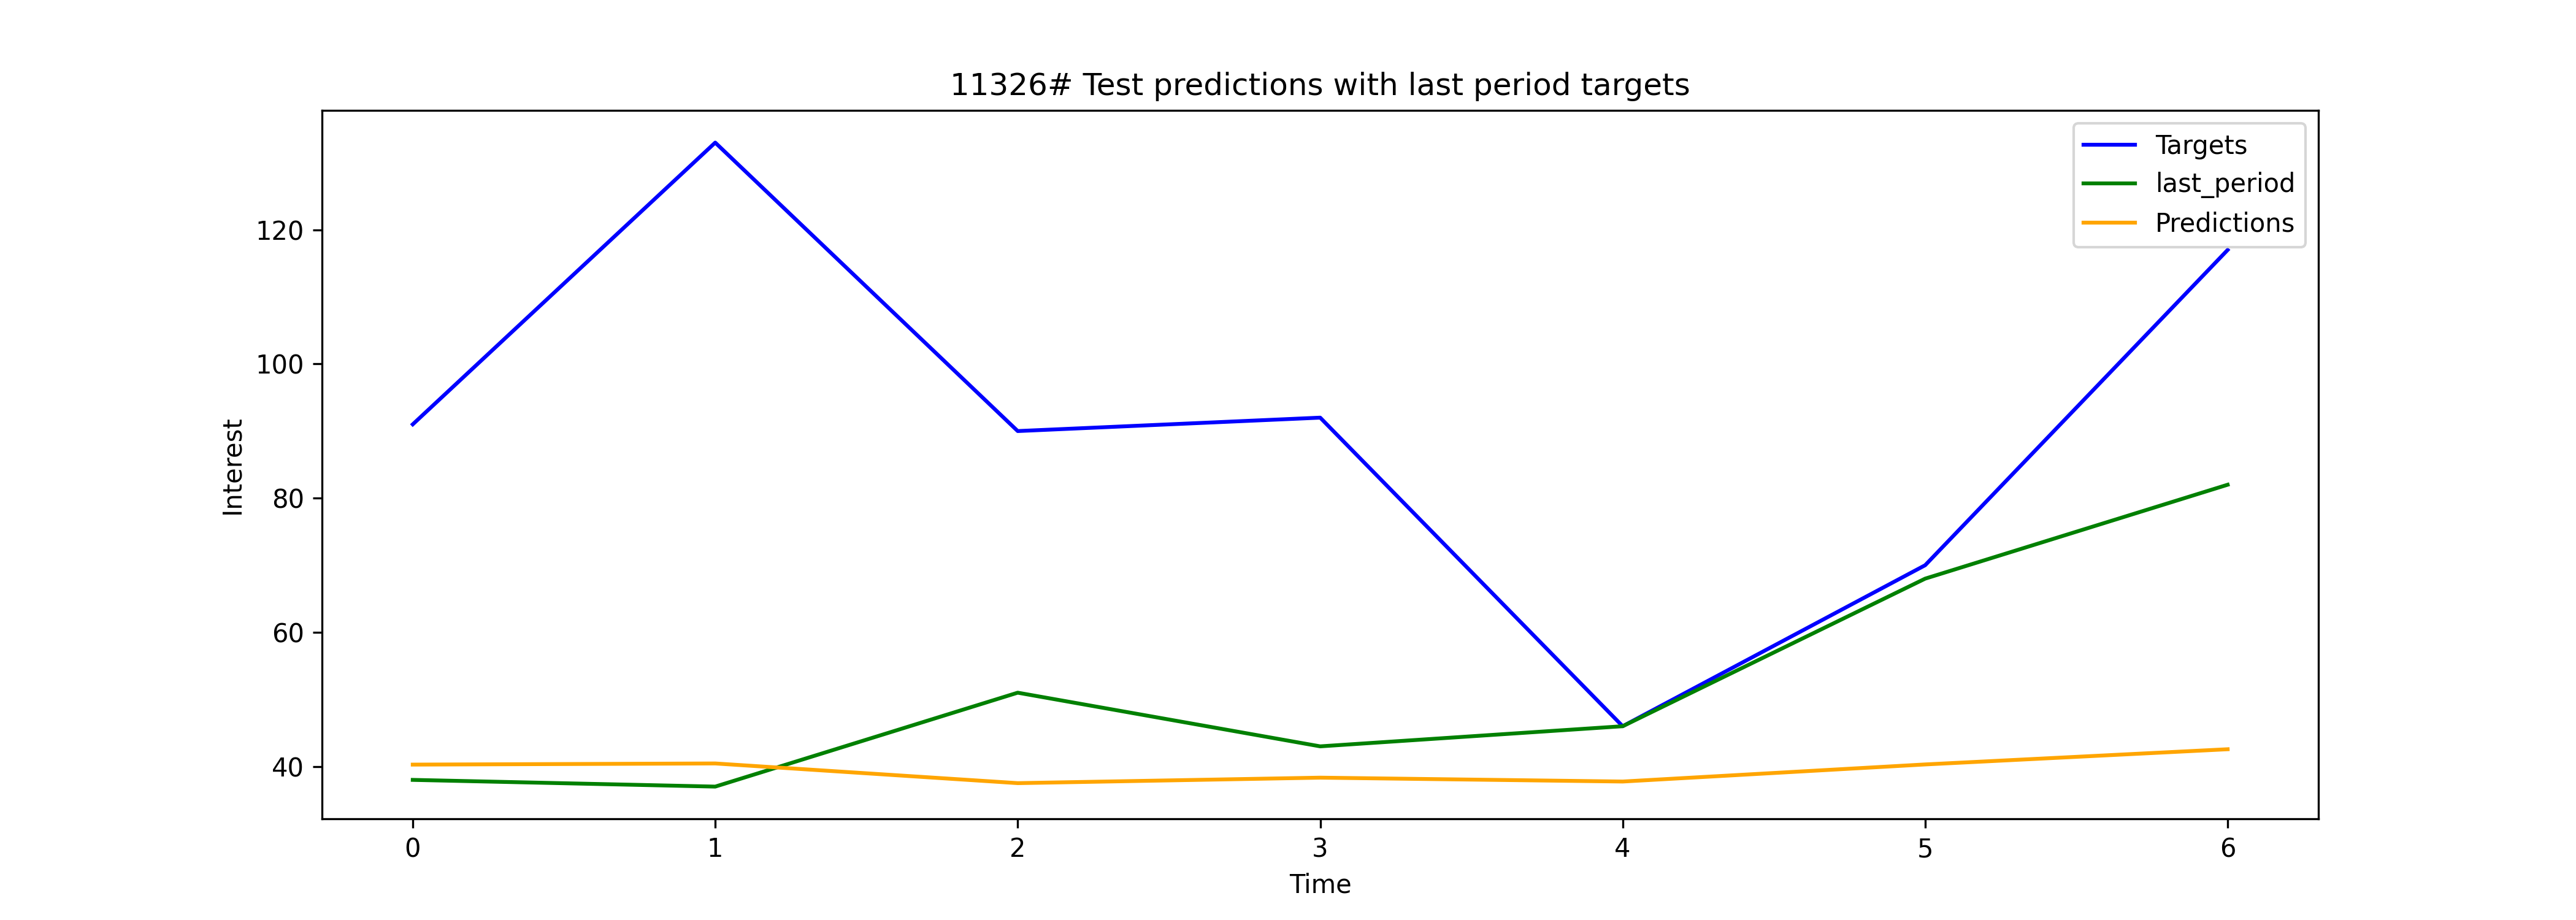 11326# Test predictions with last period targets
Targets
last_period
Predictions
120
100
80
60
40
Interest
0 1 2 3 4 5 6
Time